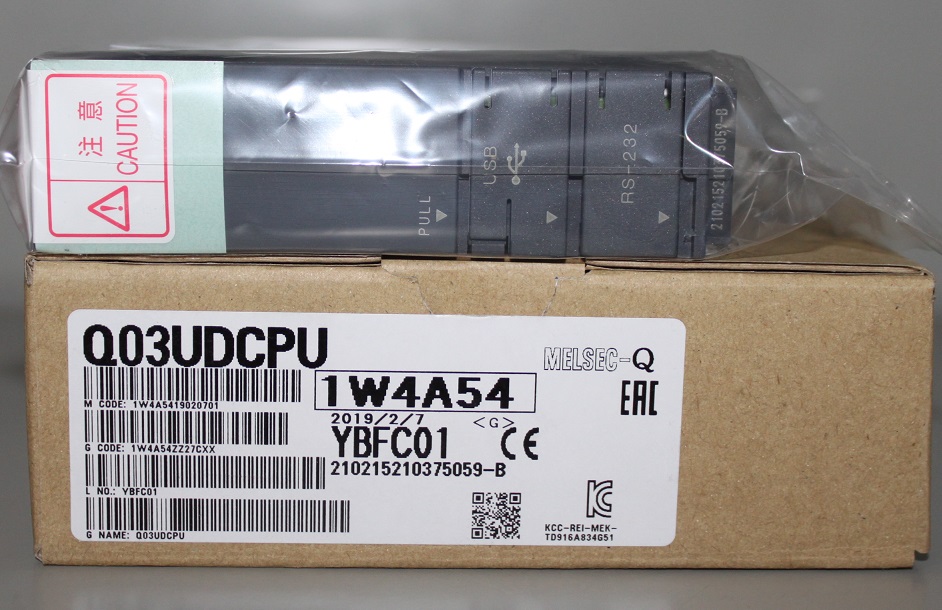 注意
CAUTION
PULL
USB
RS-232
210215210375059-B
Q03UDCPU
MELSEC-Q
M CODE: 1W4A5419020701
1W4A54
EAC
2019/2/7
<G>
G CODE: 1W4A54ZZ27CXX
YBFC01
CE
210215210375059-B
L NO.: YBFC01
G NAME: Q03UDCPU
KCC-REI-MEK-
TD916A834G51